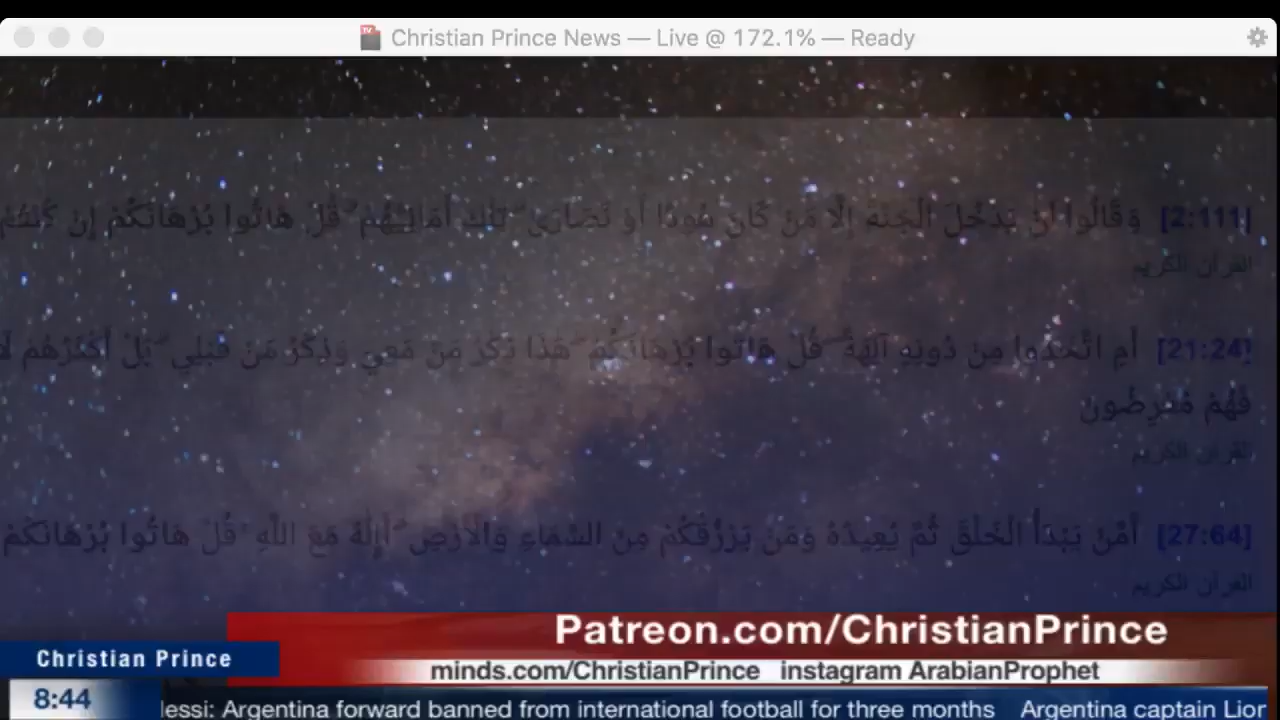 Christian Prince News — Live @ 172.1% — Ready
[2:111] وَقَالُوا لَنْ يَدْخُلَ الْجَنَّةَ إِلَّا مَنْ كَانَ هُودًا أَوْ نَصَارَىٰ ۗ تِلْكَ أَمَانِيُّهُمْ ۗ قُلْ هَاتُوا بُرْهَانَكُمْ إِنْ كُنْتُمْ
القرآن الكريم
[21:24] أَمِ اتَّخَذُوا مِنْ دُونِهِ آلِهَةً ۖ قُلْ هَاتُوا بُرْهَانَكُمْ ۖ هَٰذَا ذِكْرُ مَنْ مَعِيَ وَذِكْرُ مَنْ قَبْلِي ۗ بَلْ أَكْثَرُهُمْ
فَهُمْ مُعْرِضُونَ
القرآن الكريم
[27:64] أَمَّنْ يَبْدَأُ الْخَلْقَ ثُمَّ يُعِيدُهُ وَمَنْ يَرْزُقُكُمْ مِنَ السَّمَاءِ وَالْأَرْضِ ۗ أَإِلَٰهٌ مَعَ اللَّهِ ۚ قُلْ هَاتُوا بُرْهَانَكُمْ
القرآن الكريم
Patreon.com/ChristianPrince
Christian Prince
minds.com/ChristianPrince instagram ArabianProphet
8:44
essi: Argentina forward banned from international football for three months Argentina captain Lior